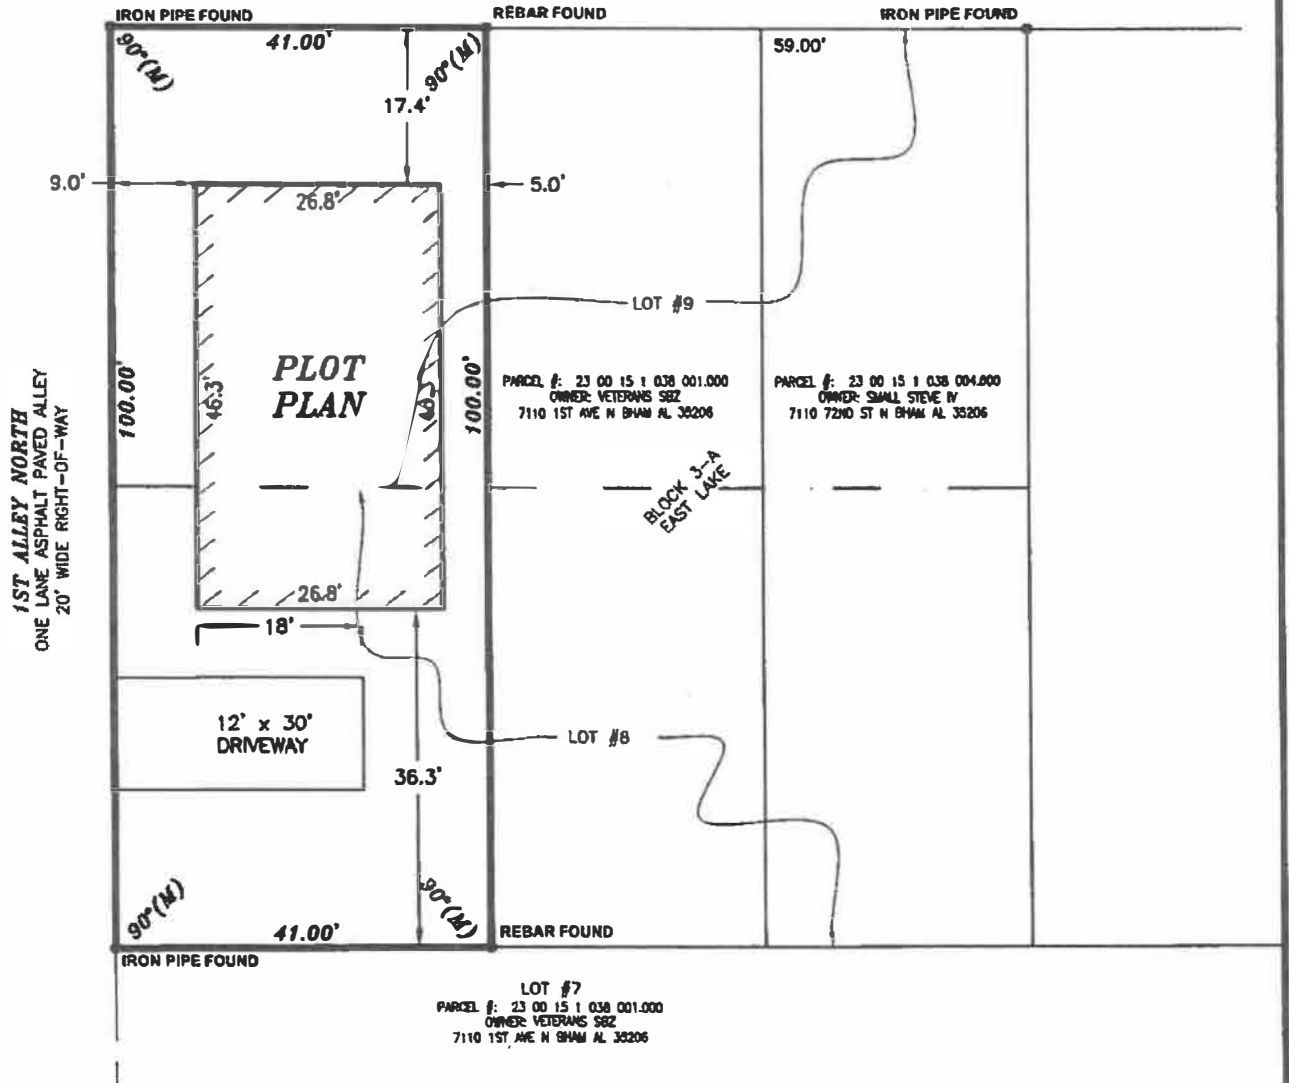 IRON PIPE FOUND
REBAR FOUND
IRON PIPE FOUND
41.00'
59.00'
90°(M)
90°(M)
17.4'
9.0'
5.0'
26.8'
LOT #9
PLOT
PLAN
100.00'
46.3'
100.00'
PARCEL #: 23 00 15 1 038 001.000
OWNER: VETERANS SBZ
7110 1ST AVE N BHAM AL 35206
PARCEL #: 23 00 15 1 038 004.000
OWNER: SMALL STEVE IV
7110 72ND ST N BHAM AL 35206
1ST ALLEY NORTH
ONE LANE ASPHALT PAVED ALLEY
20' WIDE RIGHT-OF-WAY
BLOCK 3-A
EAST LAKE
26.8'
18'
12' x 30'
DRIVEWAY
LOT #8
36.3'
90°(M)
90°(M)
41.00'
REBAR FOUND
IRON PIPE FOUND
LOT #7
PARCEL #: 23 00 15 1 038 001.000
OWNER: VETERANS SBZ
7110 1ST AVE N BHAM AL 35206